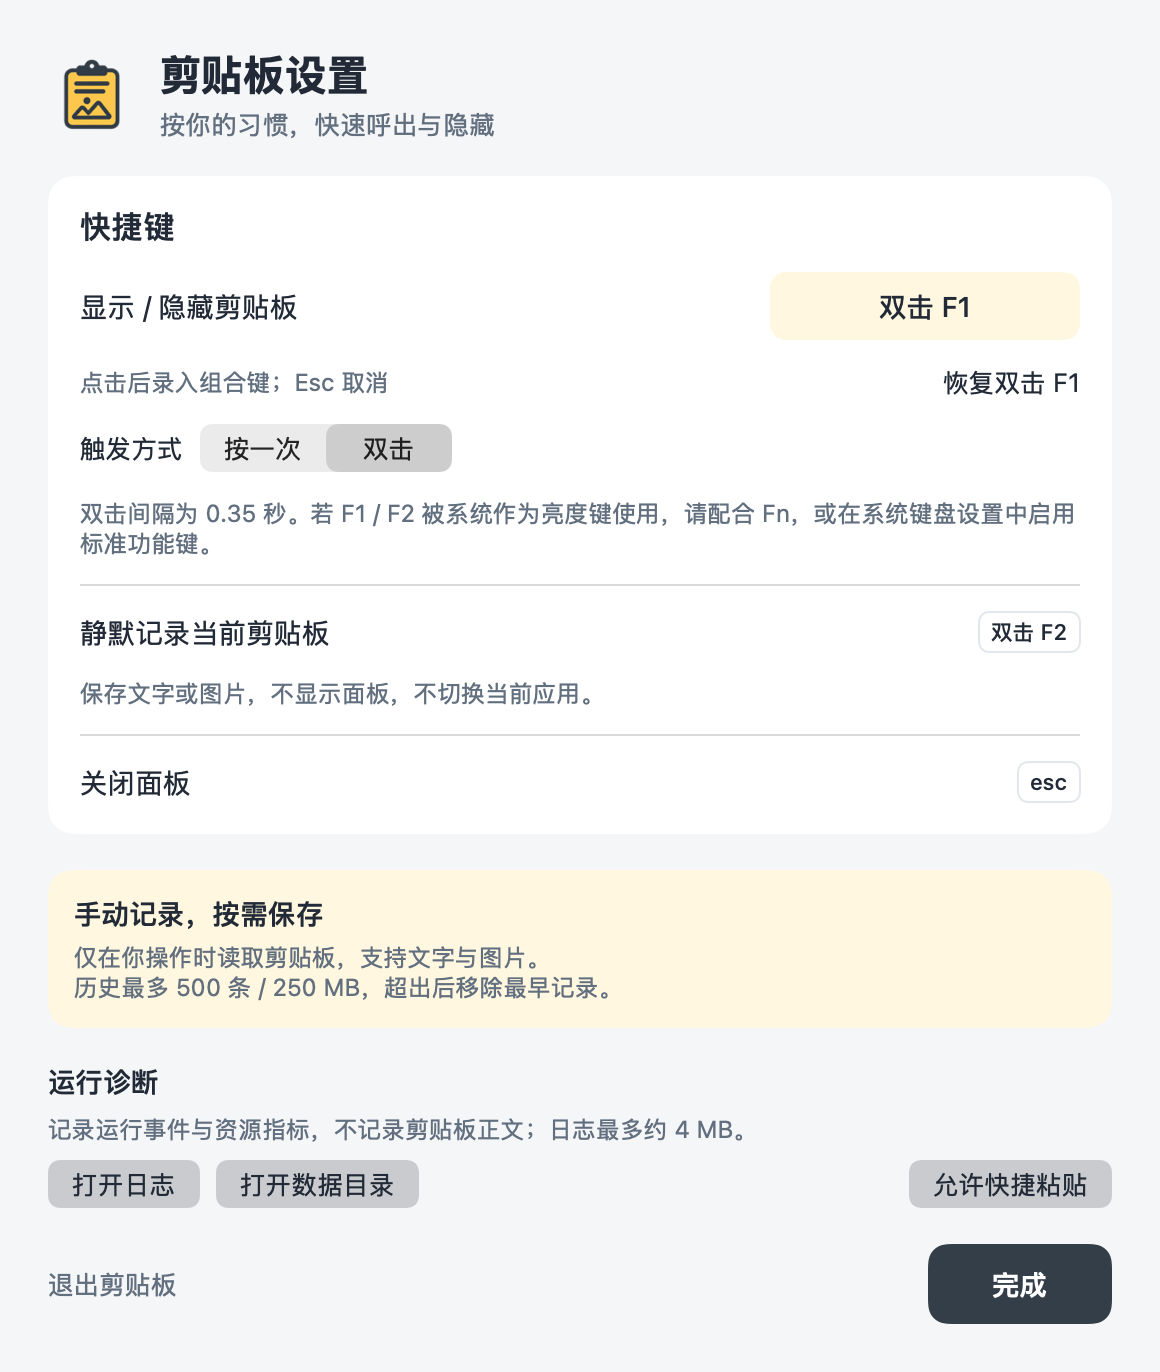 剪贴板设置
按你的习惯，快速呼出与隐藏
快捷键
显示 / 隐藏剪贴板
双击 F1
点击后录入组合键；Esc 取消
恢复双击 F1
触发方式
按一次
双击
双击间隔为 0.35 秒。若 F1 / F2 被系统作为亮度键使用，请配合 Fn，或在系统键盘设置中启用
标准功能键。
静默记录当前剪贴板
双击 F2
保存文字或图片，不显示面板，不切换当前应用。
关闭面板
esc
手动记录，按需保存
仅在你操作时读取剪贴板，支持文字与图片。
历史最多 500 条 / 250 MB，超出后移除最早记录。
运行诊断
记录运行事件与资源指标，不记录剪贴板正文；日志最多约 4 MB。
打开日志
打开数据目录
允许快捷粘贴
退出剪贴板
完成